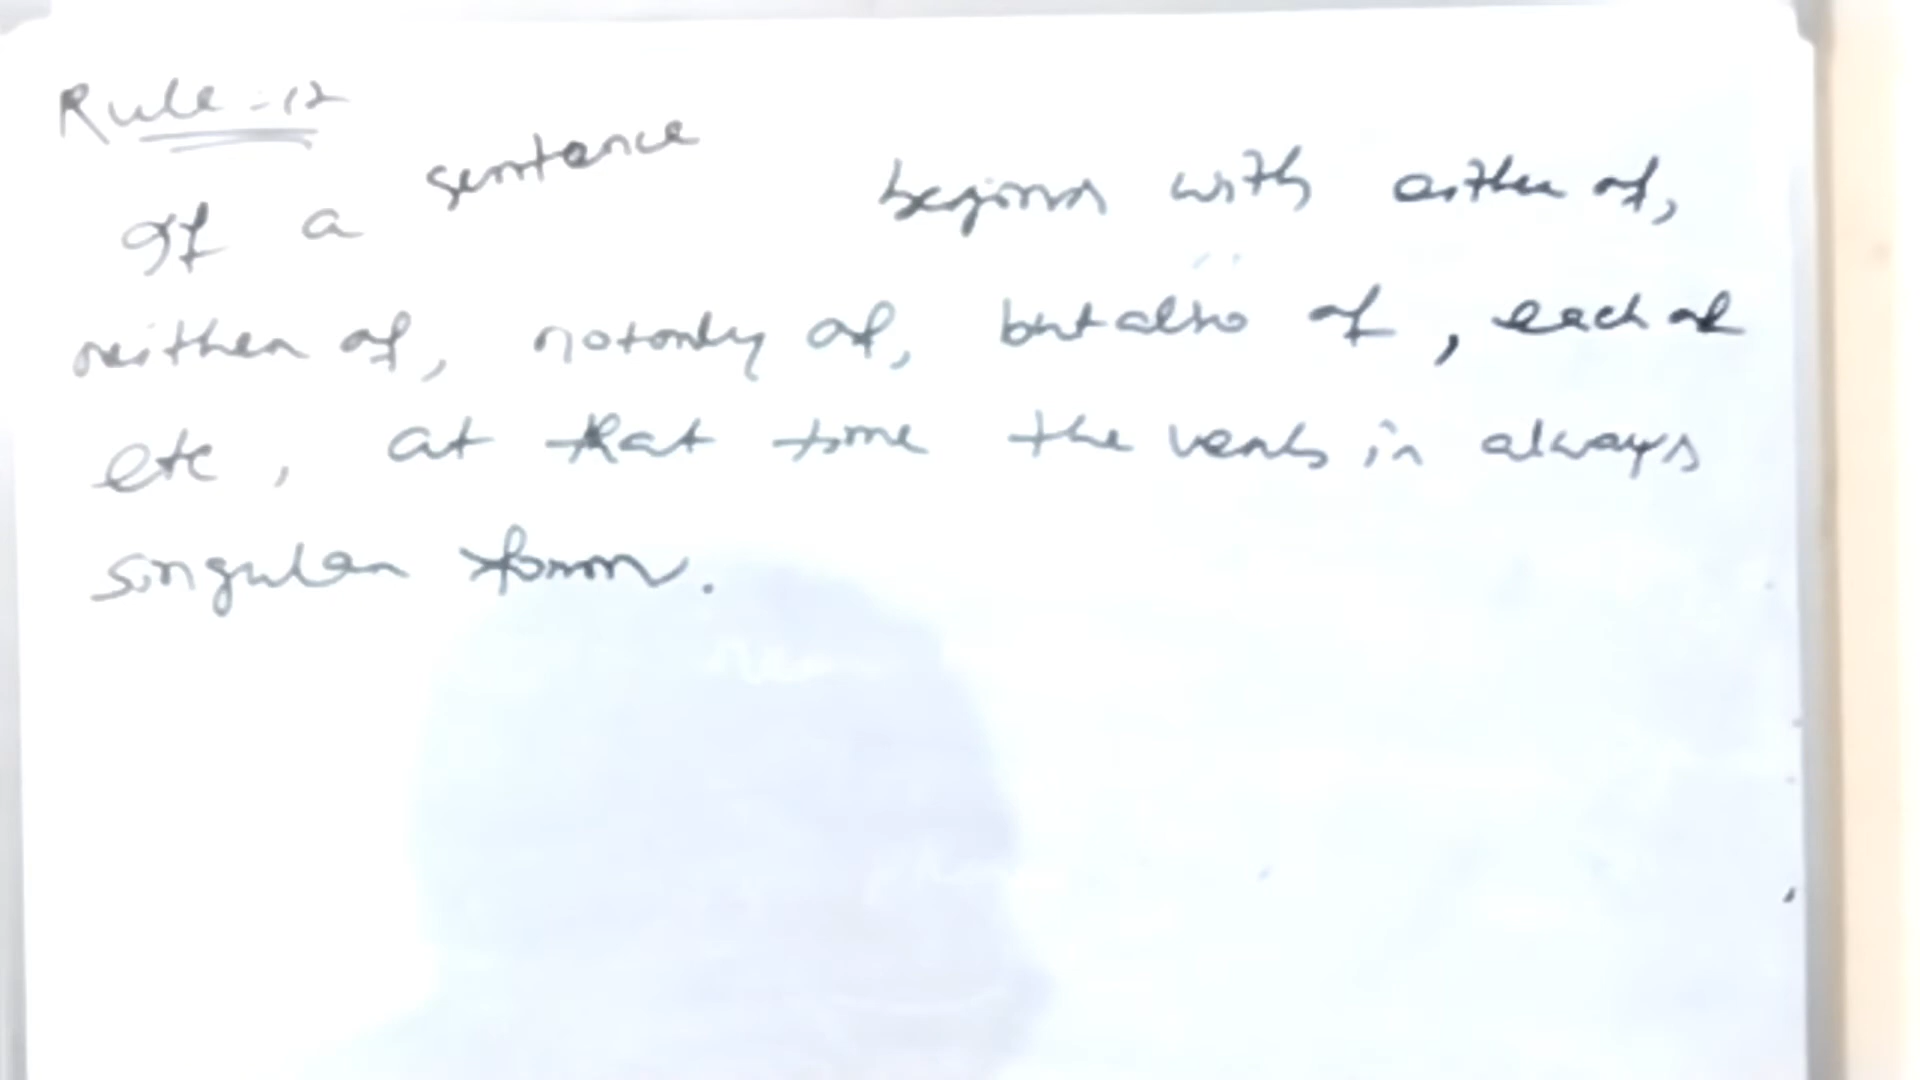 Rule-12
If a sentence begins with either of,
neither of, not only of, but also of, each of
etc, at that time the verb in always
singular form.